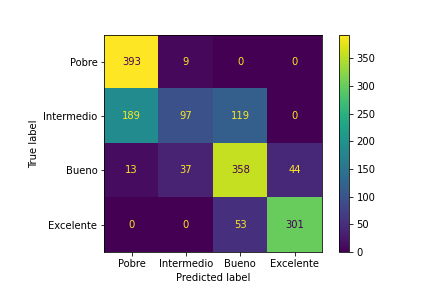 Pobre 393 9 0 0
Intermedio 189 97 119 0
Bueno 13 37 358 44
Excelente 0 0 53 301
Pobre Intermedio Bueno Excelente
Predicted label
True label
350
300
250
200
150
100
50
0